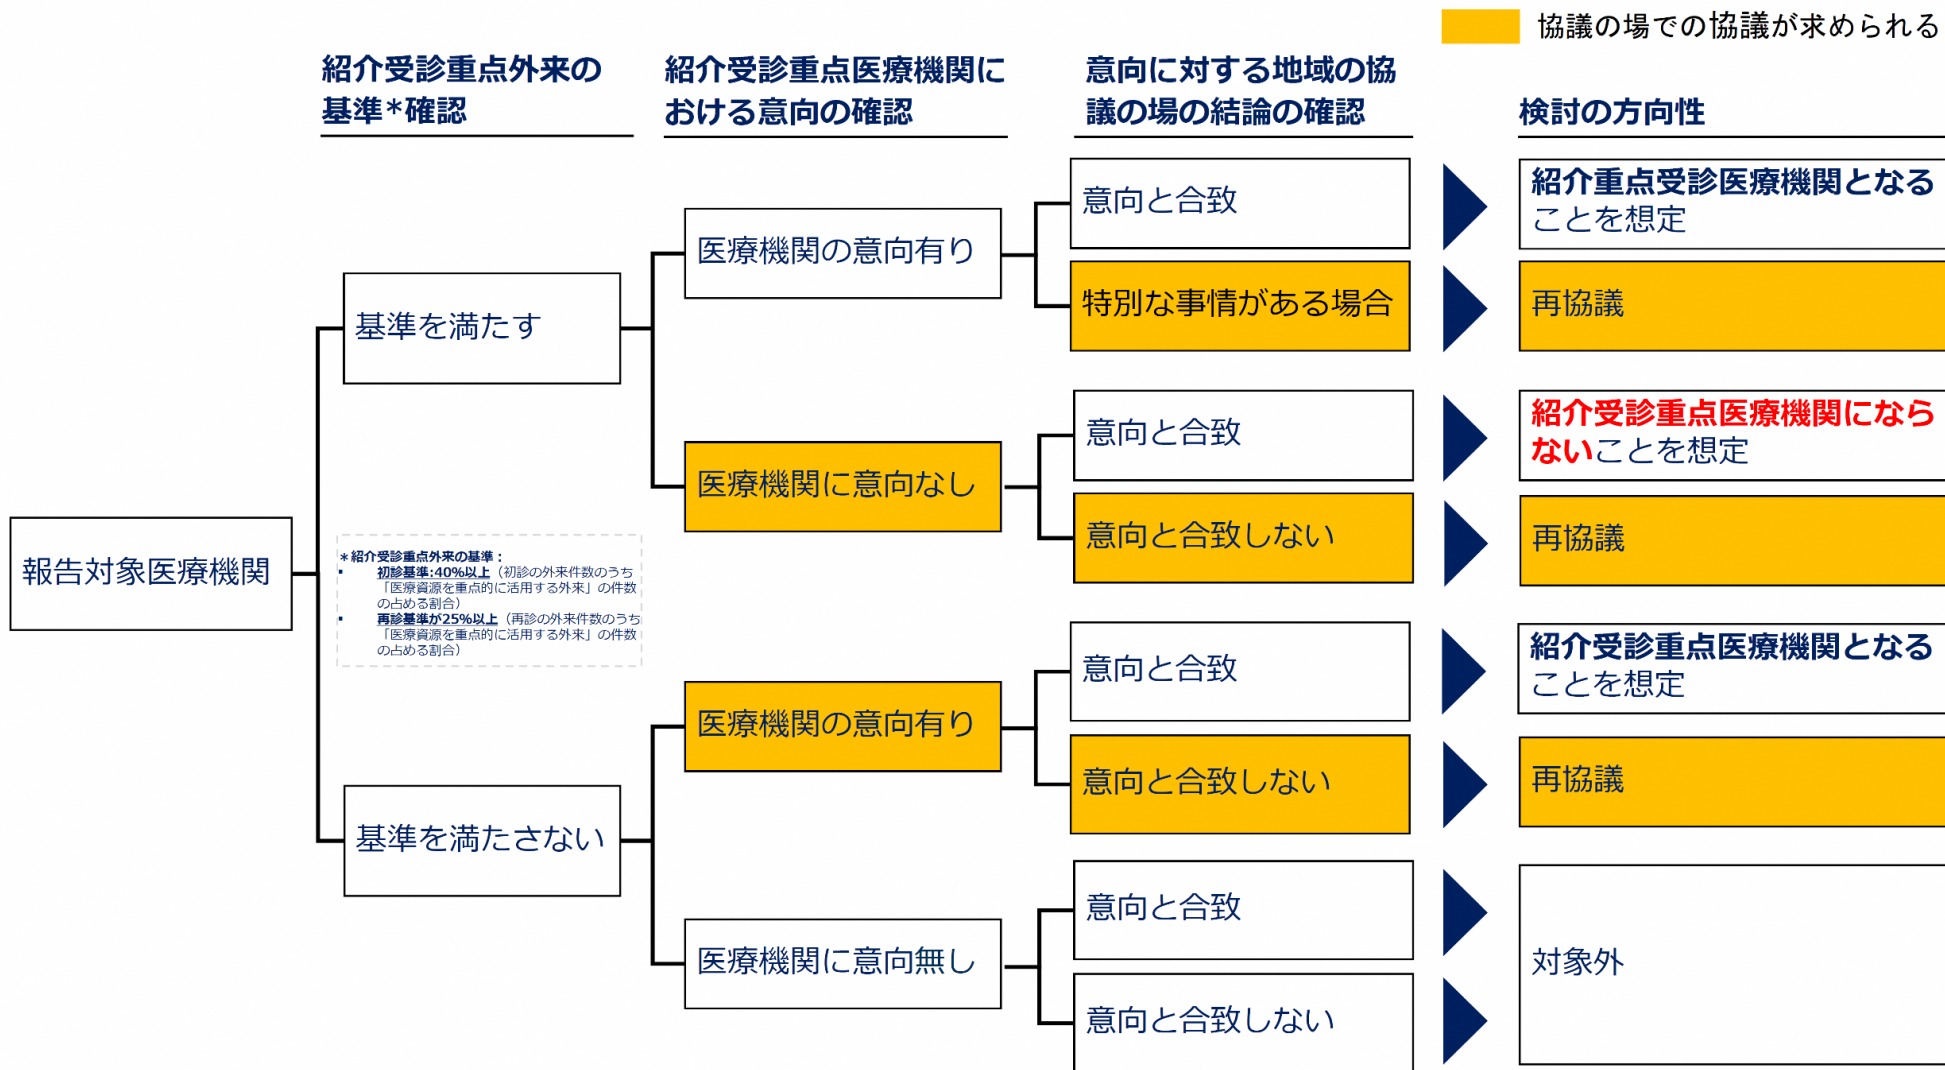 協議の場での協議が求められる
紹介受診重点外来の
基準＊確認
紹介受診重点医療機関に
おける意向の確認
意向に対する地域の協
議の場の結論の確認
検討の方向性
報告対象医療機関
基準を満たす
＊紹介受診重点外来の基準：
▪ 初診基準:40%以上（初診の外来件数のうち
「医療資源を重点的に活用する外来」の件数
の占める割合）
▪ 再診基準が25%以上（再診の外来件数のうち
「医療資源を重点的に活用する外来」の件数
の占める割合）
基準を満たさない
医療機関の意向有り
医療機関に意向なし
医療機関の意向有り
医療機関に意向無し
意向と合致
紹介重点受診医療機関となる
ことを想定
特別な事情がある場合
再協議
意向と合致
紹介受診重点医療機関になら
ないことを想定
意向と合致しない
再協議
意向と合致
紹介受診重点医療機関となる
ことを想定
意向と合致しない
再協議
意向と合致
意向と合致しない
対象外